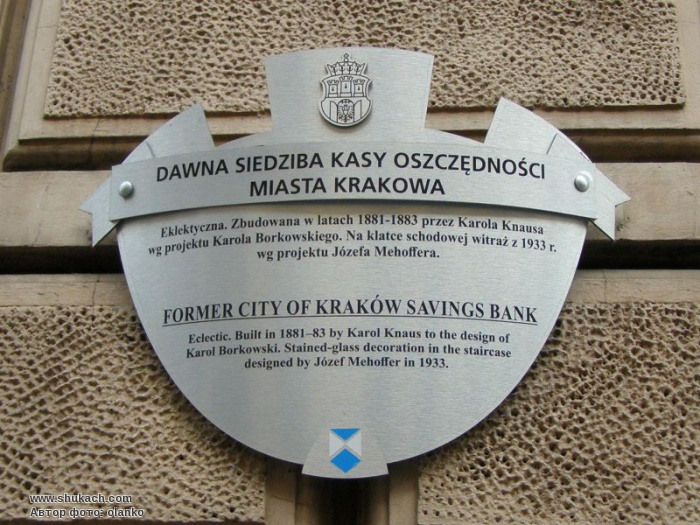 DAWNA SIEDZIBA KASY OSZCZĘDNOŚCI
MIASTA KRAKOWA
Eklektyczna. Zbudowana w latach 1881-1883 przez Karola Knausa
wg projektu Karola Borkowskiego. Na klatce schodowej witraż z 1933 r.
wg projektu Józefa Mehoffera.
FORMER CITY OF KRAKÓW SAVINGS BANK
Eclectic. Built in 1881–83 by Karol Knaus to the design of
Karol Borkowski. Stained-glass decoration in the staircase
designed by Józef Mehoffer in 1933.
www.shukach.com
Автор фото: qlanko